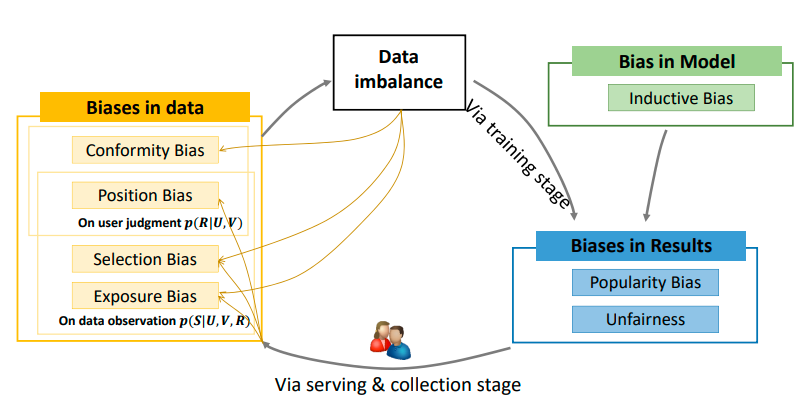 Data
imbalance
Bias in Model
Inductive Bias
Biases in data
Conformity Bias
Position Bias
On user judgment p(R|U,V)
Selection Bias
Exposure Bias
On data observation p(S|U,V,R)
Via training stage
Biases in Results
Popularity Bias
Unfairness
Via serving & collection stage